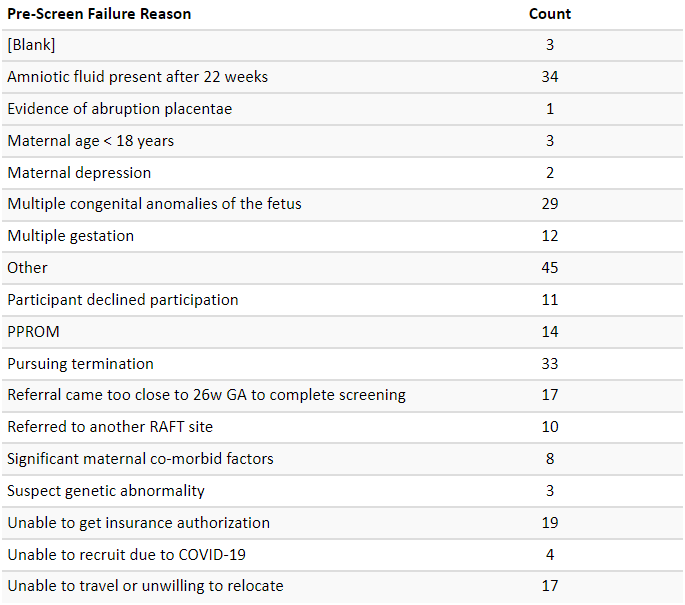 Pre-Screen Failure Reason Count
[Blank] 3
Amniotic fluid present after 22 weeks 34
Evidence of abruption placentae 1
Maternal age < 18 years 3
Maternal depression 2
Multiple congenital anomalies of the fetus 29
Multiple gestation 12
Other 45
Participant declined participation 11
PPROM 14
Pursuing termination 33
Referral came too close to 26w GA to complete screening 17
Referred to another RAFT site 10
Significant maternal co-morbid factors 8
Suspect genetic abnormality 3
Unable to get insurance authorization 19
Unable to recruit due to COVID-19 4
Unable to travel or unwilling to relocate 17